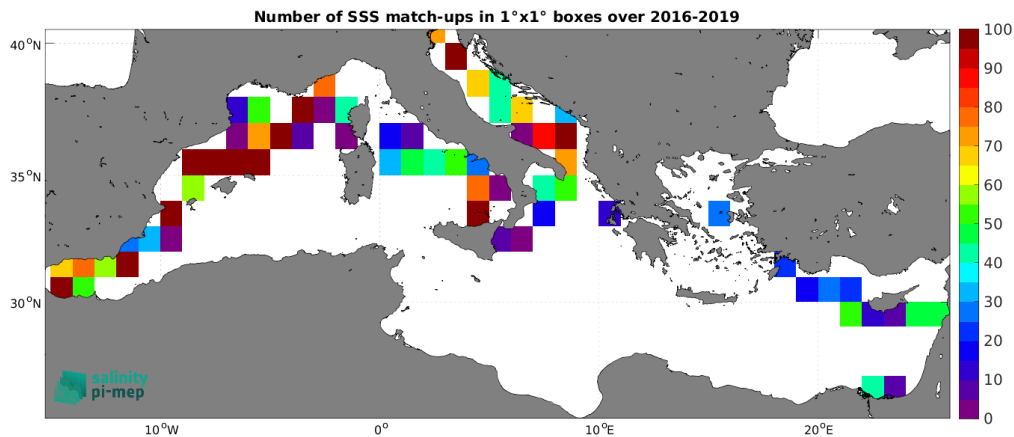 Number of SSS match-ups in 1°x1° boxes over 2016-2019
40°N
35°N
30°N
10°W
0°
10°E
20°E
100
90
80
70
60
50
40
30
20
10
0
salinity
pi-mep